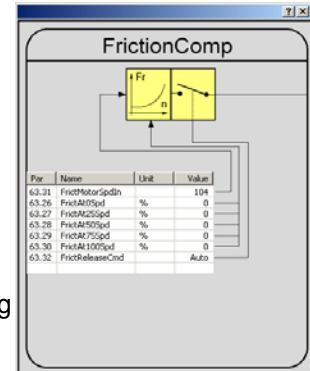 FrictionComp
Fr
n
Par Name Unit Value
63.31 FrictMotorSpdIn 104
63.26 FrictAt0Spd % 0
63.27 FrictAt25Spd % 0
63.28 FrictAt50Spd % 0
63.29 FrictAt75Spd % 0
63.30 FrictAt100Spd % 0
63.32 FrictReleaseCmd Auto
g